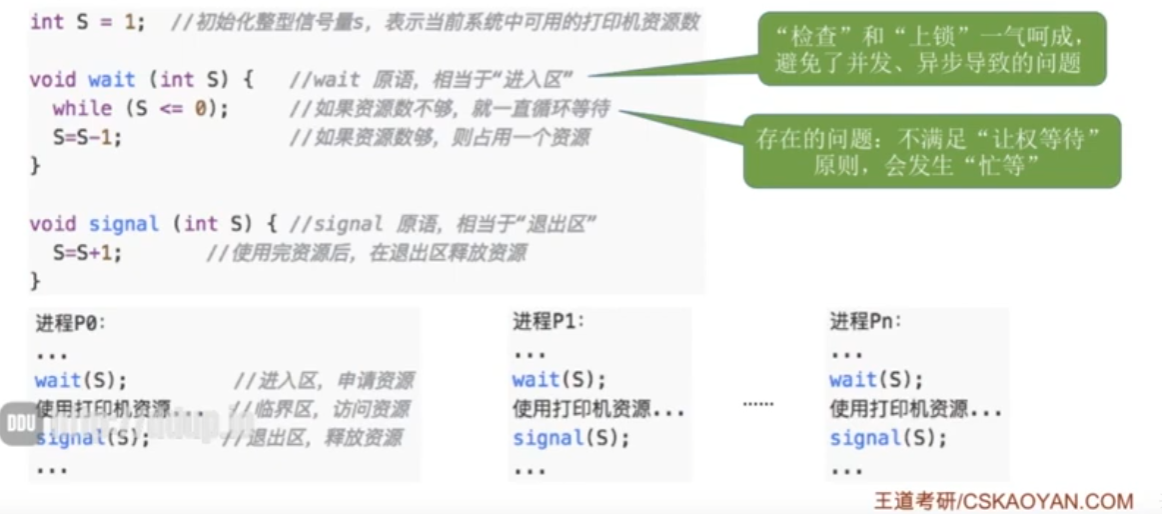 int S = 1;  //初始化整型信号量s，表示当前系统中可用的打印机资源数
“检查”和“上锁”一气呵成，
避免了并发、异步导致的问题
void wait (int S) {   //wait 原语，相当于“进入区”
while (S <= 0);   //如果资源数不够，就一直循环等待
S=S-1;   //如果资源数够，则占用一个资源
}
存在的问题：不满足“让权等待”
原则，会发生“忙等”
void signal (int S) { //signal 原语，相当于“退出区”
S=S+1;   //使用完资源后，在退出区释放资源
}
进程P0：
...
wait(S);   //进入区，申请资源
使用打印机资源...   //临界区，访问资源
signal(S);   //退出区，释放资源
...
进程P1：
...
wait(S);
使用打印机资源...
signal(S);
...
......
进程Pn：
...
wait(S);
使用打印机资源...
signal(S);
...
DDU
王道考研/CSKAOYAN.COM